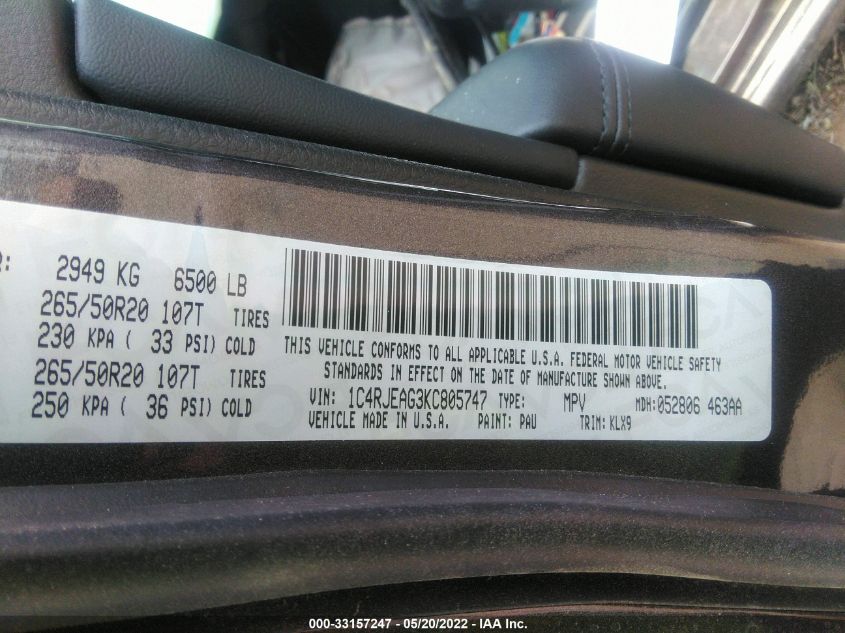 R: 2949 KG 6500 LB
265/50R20 107T TIRES
230 KPA ( 33 PSI) COLD
265/50R20 107T TIRES
250 KPA ( 36 PSI) COLD
THIS VEHICLE CONFORMS TO ALL APPLICABLE U.S.A. FEDERAL MOTOR VEHICLE SAFETY
STANDARDS IN EFFECT ON THE DATE OF MANUFACTURE SHOWN ABOVE.
VIN: 1C4RJEAG3KC805747 TYPE: MPV MDH: 052806 463AA
VEHICLE MADE IN U.S.A. PAINT: PAU TRIM: KLX9
000-33157247 - 05/20/2022 - IAA Inc.